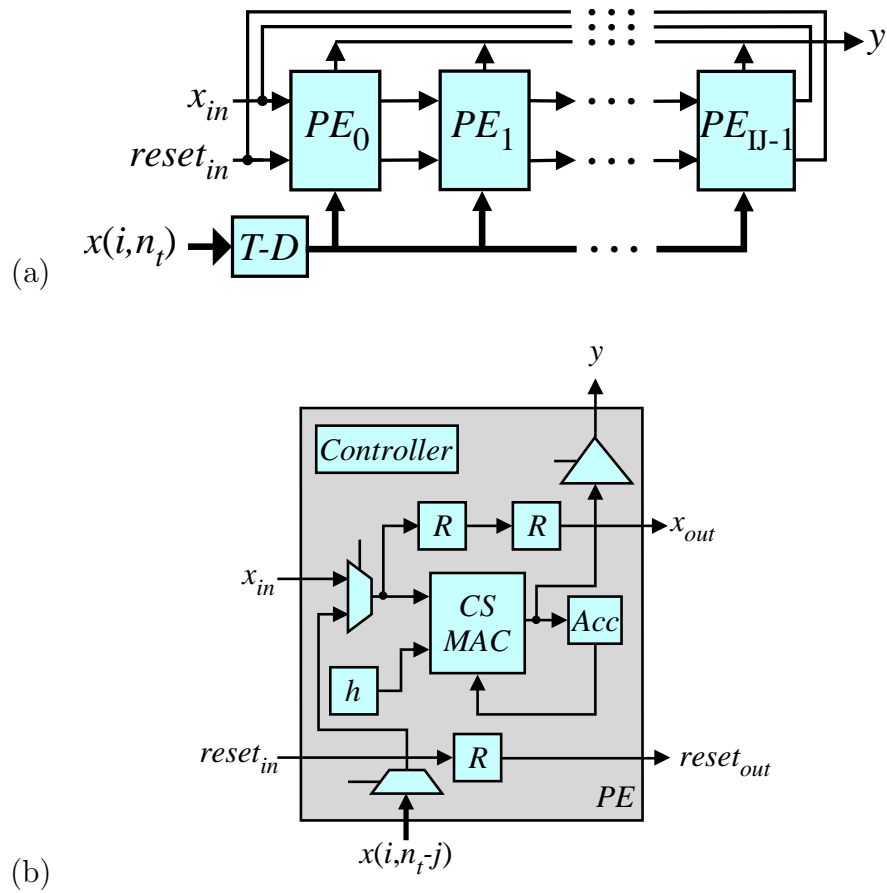 y
x_in
reset_in
PE_0
PE_1
PE_IJ-1
x(i,n_t)
T-D
(a)
y
Controller
R
R
x_out
x_in
CS
MAC
Acc
h
reset_in
R
reset_out
PE
x(i,n_t-j)
(b)